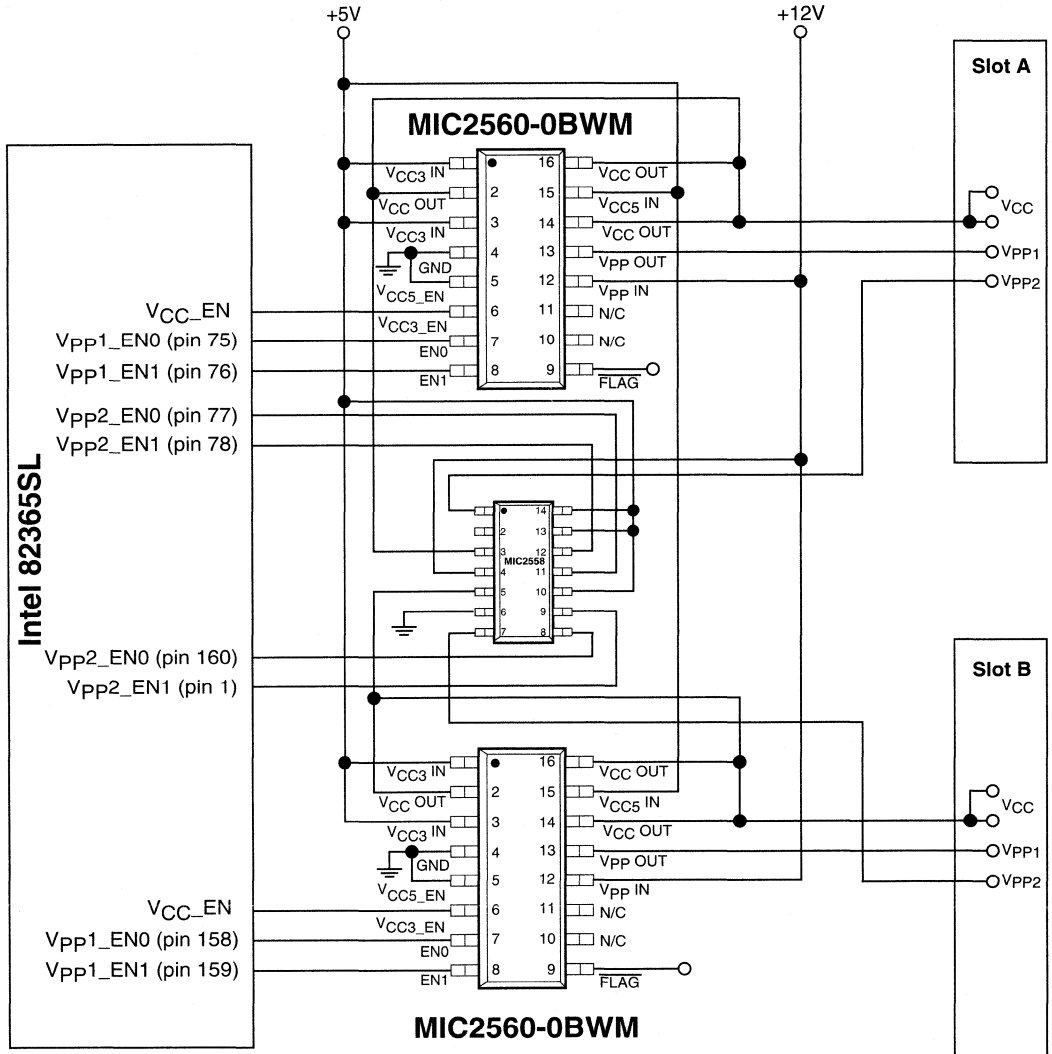 +5V
+12V
Slot A
MIC2560-0BWM
VCC3 IN
16
VCC OUT
VCC OUT
2
15
VCC5 IN
VCC
VCC3 IN
3
14
VCC OUT
GND
4
13
VPP OUT
VPP1
VCC5_EN
5
12
VPP IN
VPP2
VCC_EN
VCC3_EN
6
11
N/C
VPP1_EN0 (pin 75)
EN0
7
10
N/C
VPP1_EN1 (pin 76)
EN1
8
9
FLAG
VPP2_EN0 (pin 77)
VPP2_EN1 (pin 78)
Intel 82365SL
14
2
13
3
12
MIC2558
4
11
5
10
6
9
7
8
VPP2_EN0 (pin 160)
VPP2_EN1 (pin 1)
Slot B
VCC3 IN
16
VCC OUT
VCC OUT
2
15
VCC5 IN
VCC
VCC3 IN
3
14
VCC OUT
GND
4
13
VPP OUT
VPP1
VCC5_EN
5
12
VPP IN
VPP2
VCC_EN
VCC3_EN
6
11
N/C
VPP1_EN0 (pin 158)
EN0
7
10
N/C
VPP1_EN1 (pin 159)
EN1
8
9
FLAG
MIC2560-0BWM